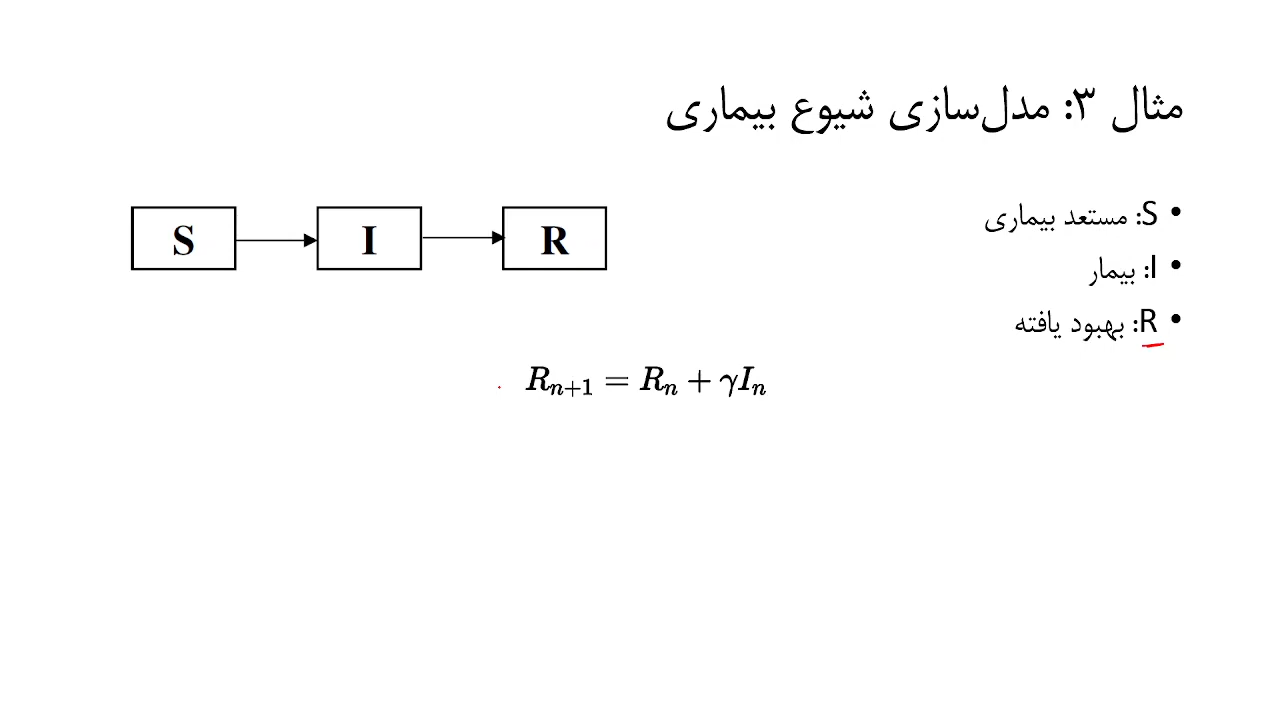 مثال ۳: مدل‌سازی شیوع بیماری
• S: مستعد بیماری
• I: بیمار
• R: بهبود یافته
S I R
R_{n+1} = R_n + γI_n